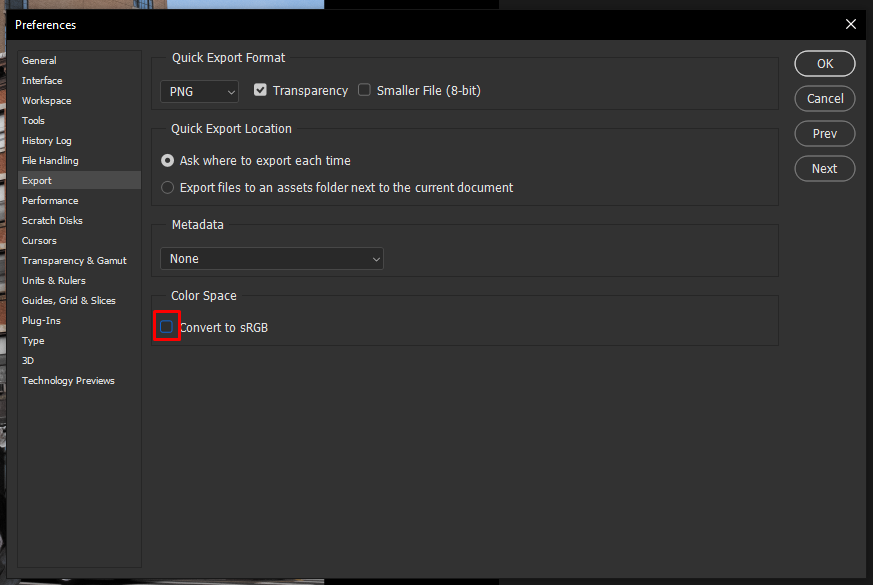 Preferences
General
Interface
Workspace
Tools
History Log
File Handling
Export
Performance
Scratch Disks
Cursors
Transparency & Gamut
Units & Rulers
Guides, Grid & Slices
Plug-Ins
Type
3D
Technology Previews
Quick Export Format
PNG Transparency Smaller File (8-bit)
Quick Export Location
Ask where to export each time
Export files to an assets folder next to the current document
Metadata
None
Color Space
Convert to sRGB
OK
Cancel
Prev
Next